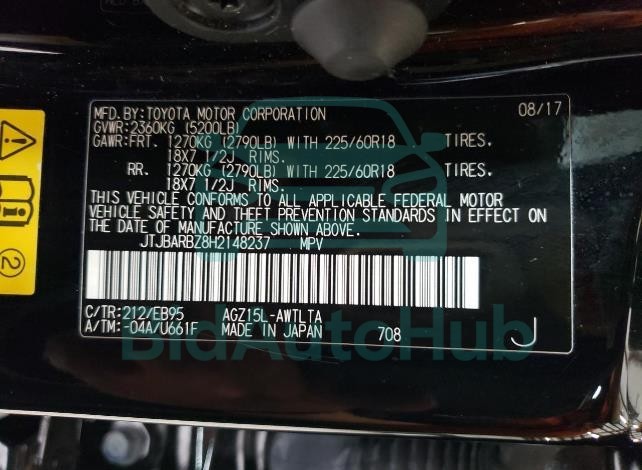 MFD.BY:TOYOTA MOTOR CORPORATION 08/17
GVWR:2360KG (5200LB)
GAWR:FRT. 1270KG (2790LB) WITH 225/60R18 TIRES.
18X7 1/2J RIMS.
RR. 1270KG (2790LB) WITH 225/60R18 TIRES.
18X7 1/2J RIMS.
THIS VEHICLE CONFORMS TO ALL APPLICABLE FEDERAL MOTOR
VEHICLE SAFETY AND THEFT PREVENTION STANDARDS IN EFFECT ON
THE DATE OF MANUFACTURE SHOWN ABOVE.
JTJBARBZ8H2148237 MPV
C/TR:212/EB95 AGZ15L-AWTLTA
A/TM:-04A/U661F MADE IN JAPAN 708 J
BidAutoHub
2